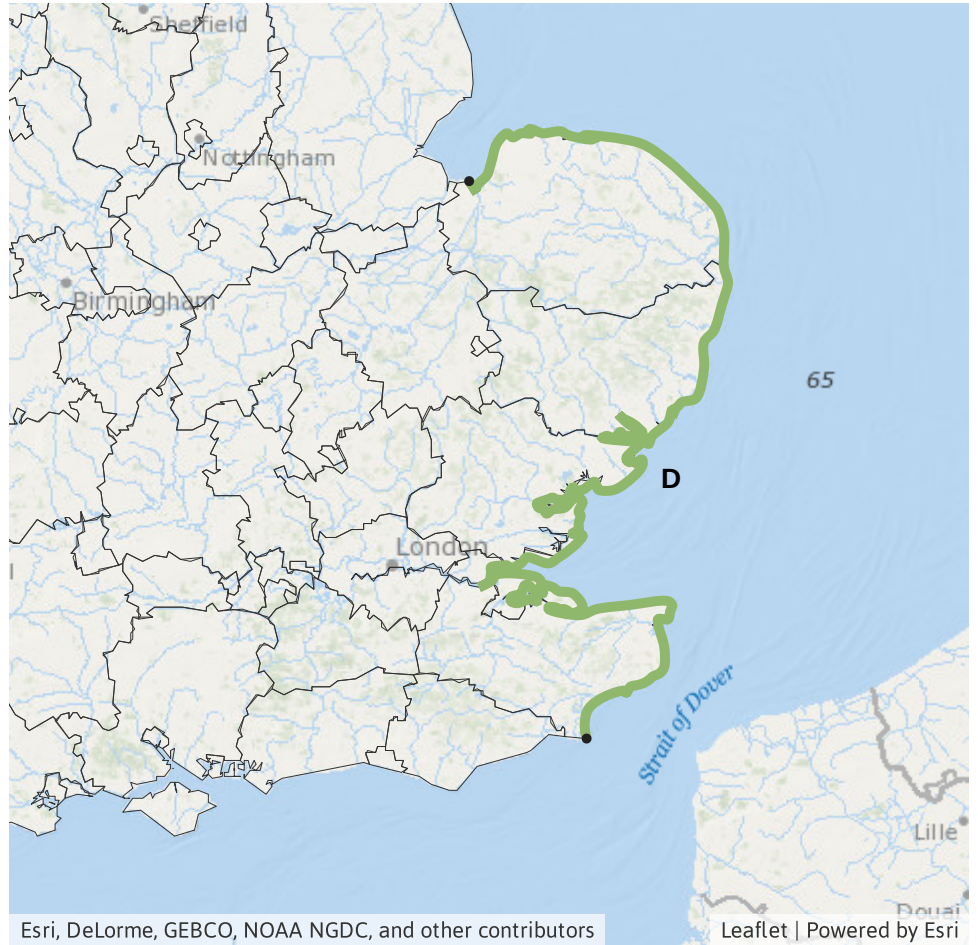 Sheffield
Nottingham
Birmingham
65
D
London
l
Strait of Dover
Lille
Douai
Esri, DeLorme, GEBCO, NOAA NGDC, and other contributors
Leaflet | Powered by Esri